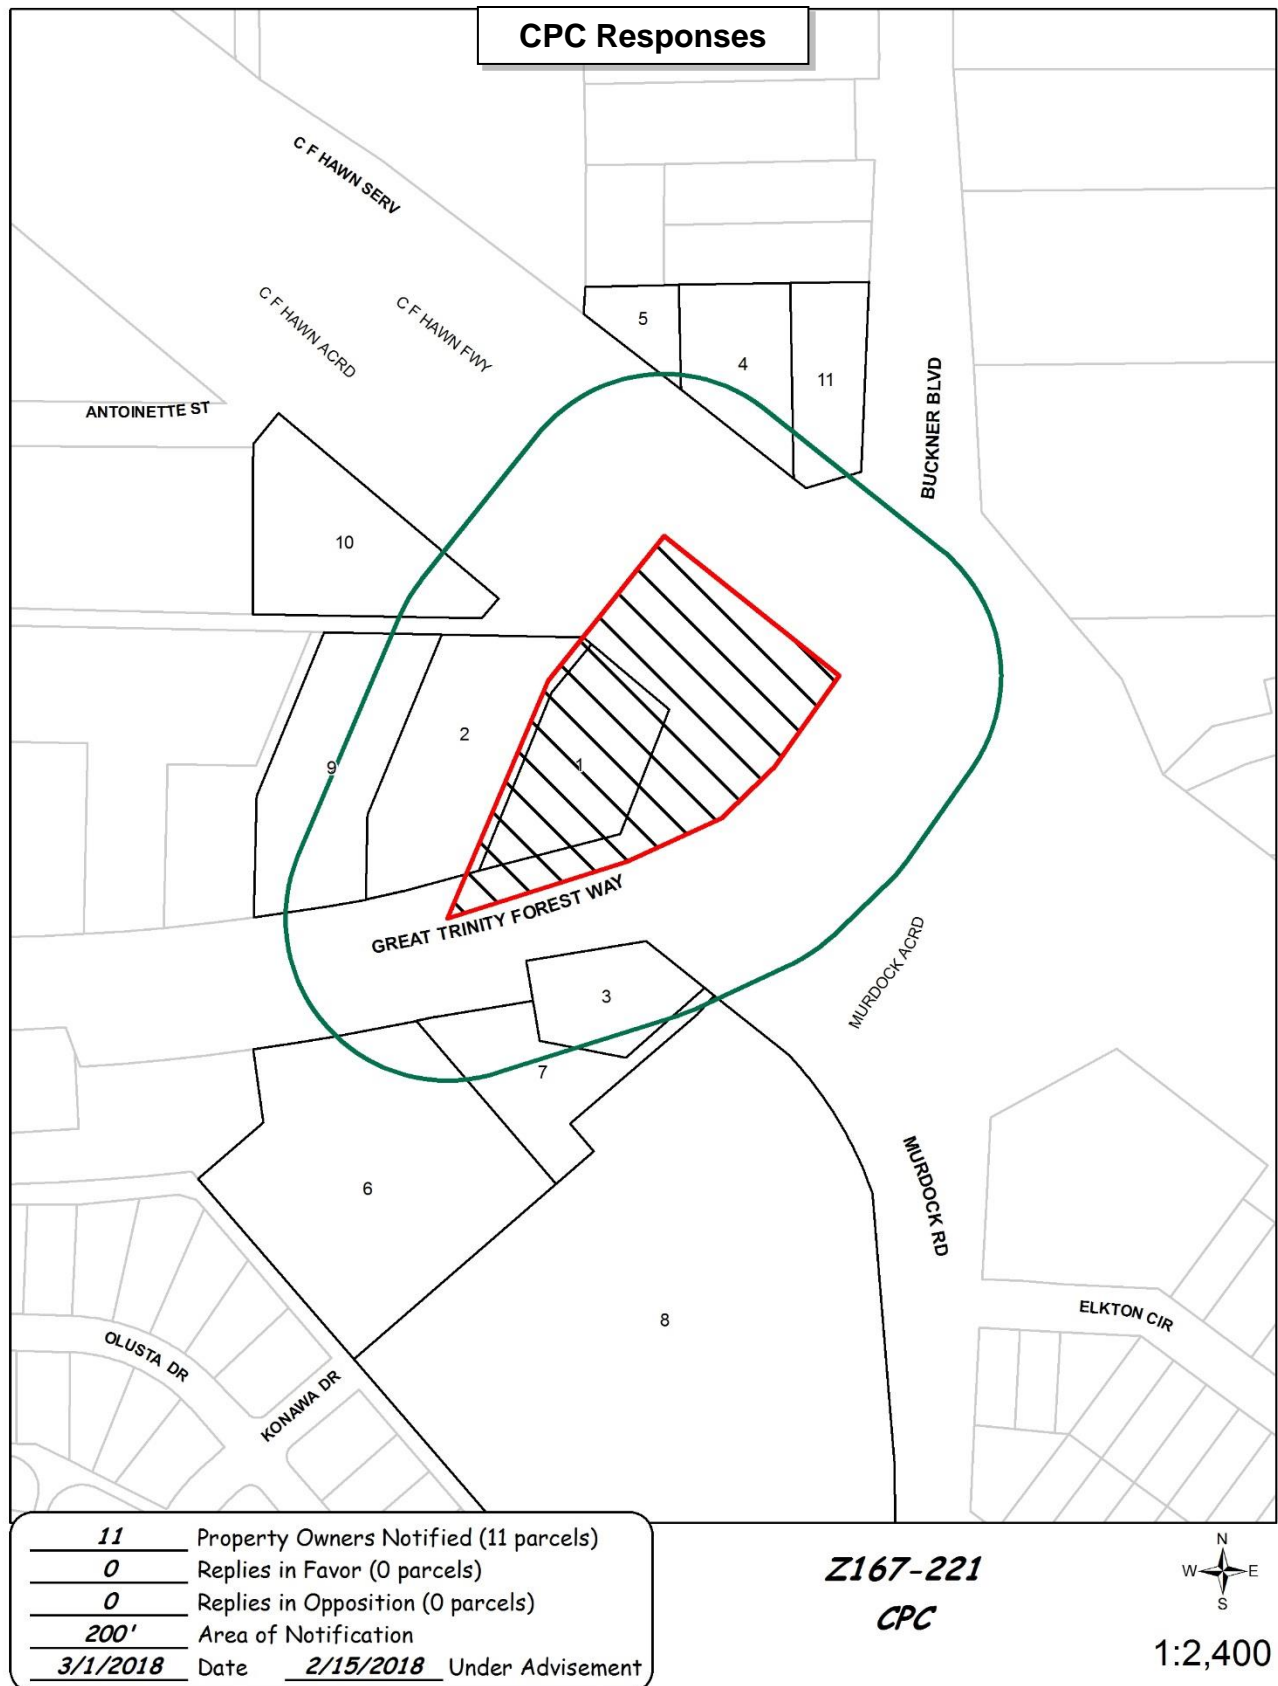 CPC Responses
C F HAWN SERV
C F HAWN ACRD
C F HAWN FWY
5
4
11
BUCKNER BLVD
ANTOINETTE ST
10
2
1
9
GREAT TRINITY FOREST WAY
3
MURDOCK ACRD
7
6
MURDOCK RD
8
ELKTON CIR
OLUSTA DR
KONAWA DR
11 Property Owners Notified (11 parcels)
0 Replies in Favor (0 parcels)
0 Replies in Opposition (0 parcels)
200' Area of Notification
3/1/2018 Date 2/15/2018 Under Advisement
Z167-221
CPC
N
W E
S
1:2,400